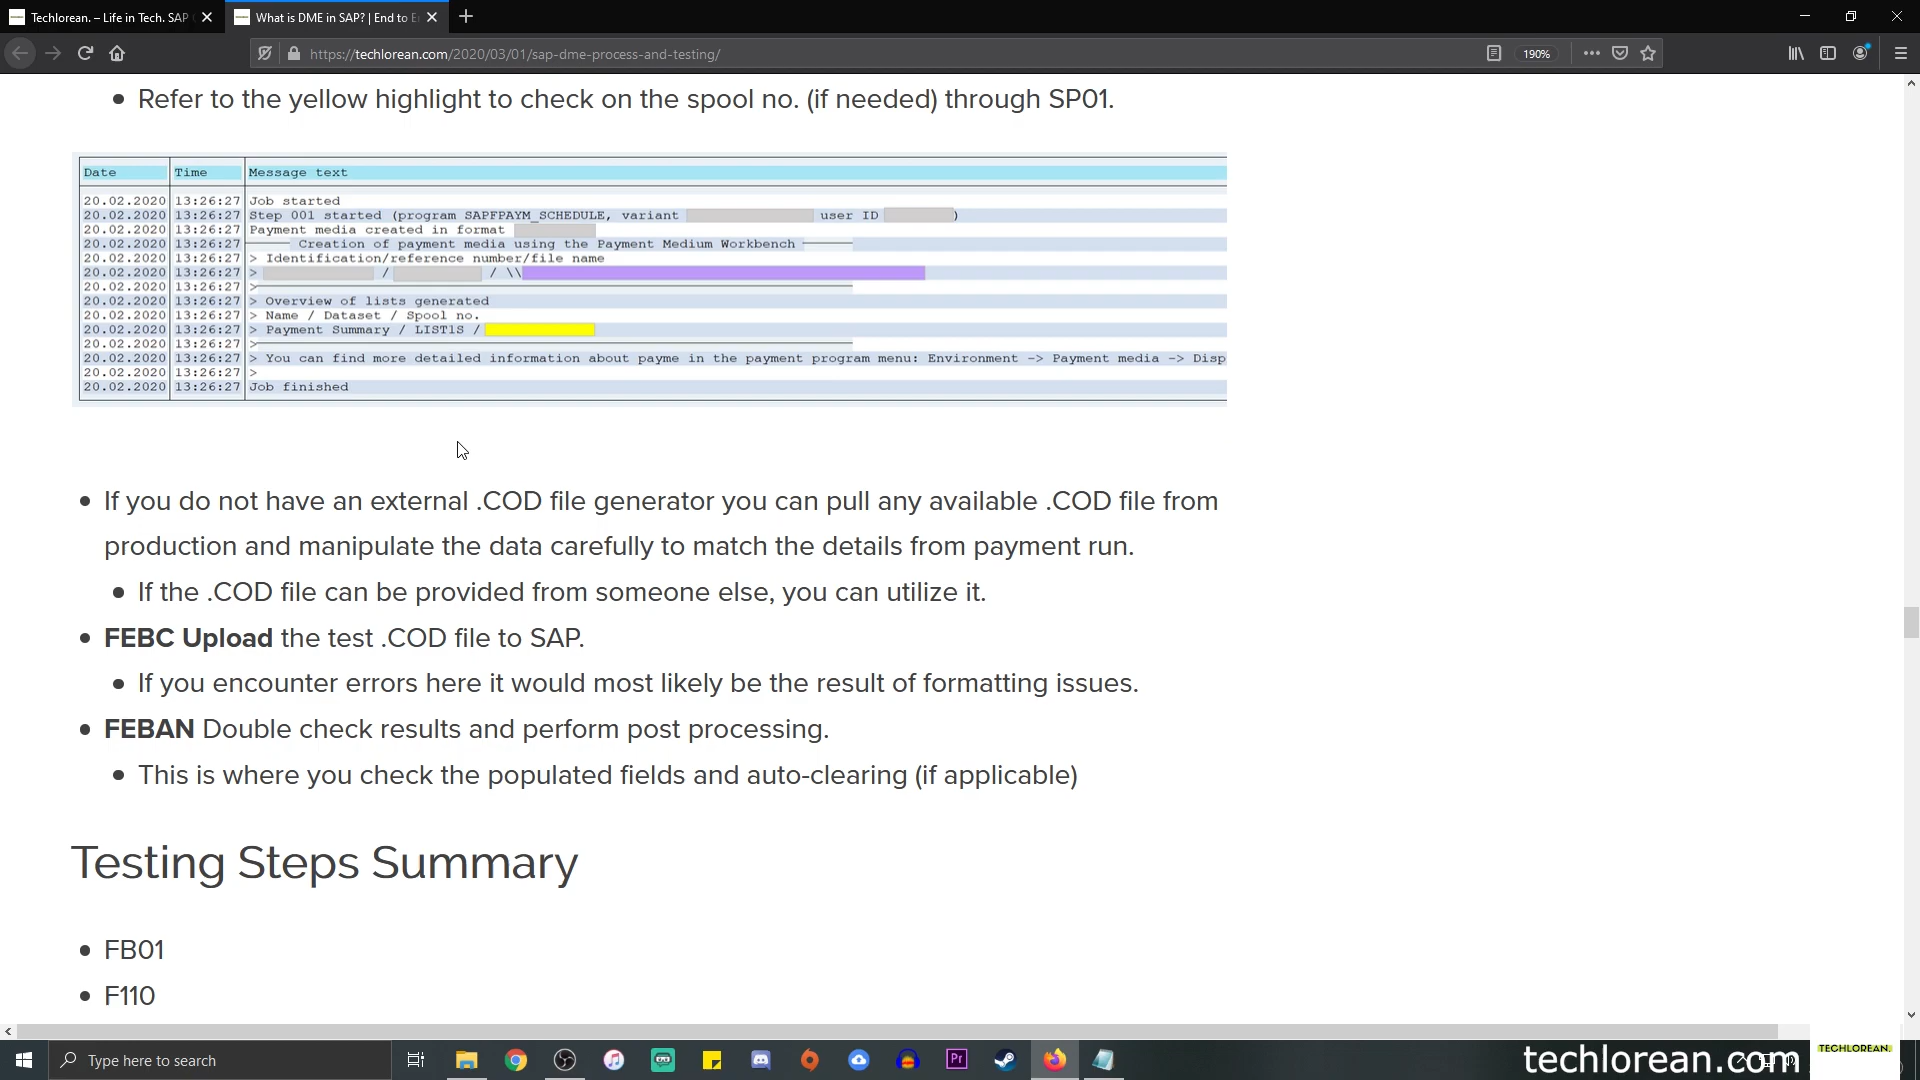 Techlorean. – Life in Tech. SAP
What is DME in SAP? | End to E
https://techlorean.com/2020/03/01/sap-dme-process-and-testing/
190%
Refer to the yellow highlight to check on the spool no. (if needed) through SP01.
Date Time Message text
20.02.2020 13:26:27 Job started
20.02.2020 13:26:27 Step 001 started (program SAPFPAYM_SCHEDULE, variant user ID )
20.02.2020 13:26:27 Payment media created in format
20.02.2020 13:26:27 Creation of payment media using the Payment Medium Workbench
20.02.2020 13:26:27 > Identification/reference number/file name
20.02.2020 13:26:27 > / / \\
20.02.2020 13:26:27 >
20.02.2020 13:26:27 > Overview of lists generated
20.02.2020 13:26:27 > Name / Dataset / Spool no.
20.02.2020 13:26:27 > Payment Summary / LIST1S /
20.02.2020 13:26:27 >
20.02.2020 13:26:27 > You can find more detailed information about payme in the payment program menu: Environment -> Payment media -> Disp
20.02.2020 13:26:27 >
20.02.2020 13:26:27 Job finished
If you do not have an external .COD file generator you can pull any available .COD file from
production and manipulate the data carefully to match the details from payment run.
If the .COD file can be provided from someone else, you can utilize it.
FEBC Upload the test .COD file to SAP.
If you encounter errors here it would most likely be the result of formatting issues.
FEBAN Double check results and perform post processing.
This is where you check the populated fields and auto-clearing (if applicable)
Testing Steps Summary
FB01
F110
Type here to search
Pr
techlorean.com
TECHLOREAN.